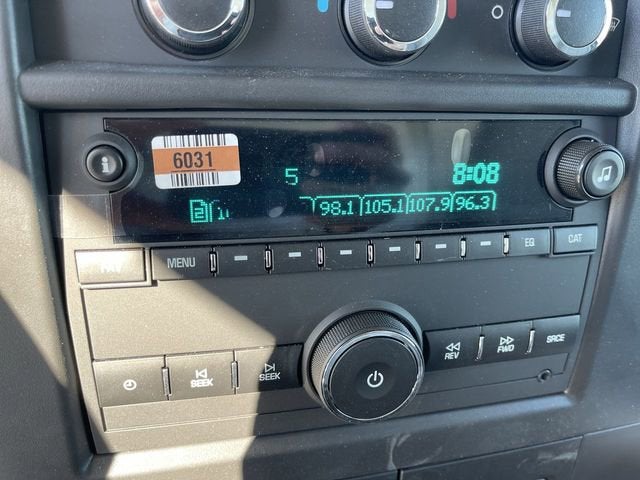 6031
5
8:08
2
98.1 105.1 107.9 96.3
MENU
EQ
CAT
SEEK
SEEK
REV
FWD
SRCE